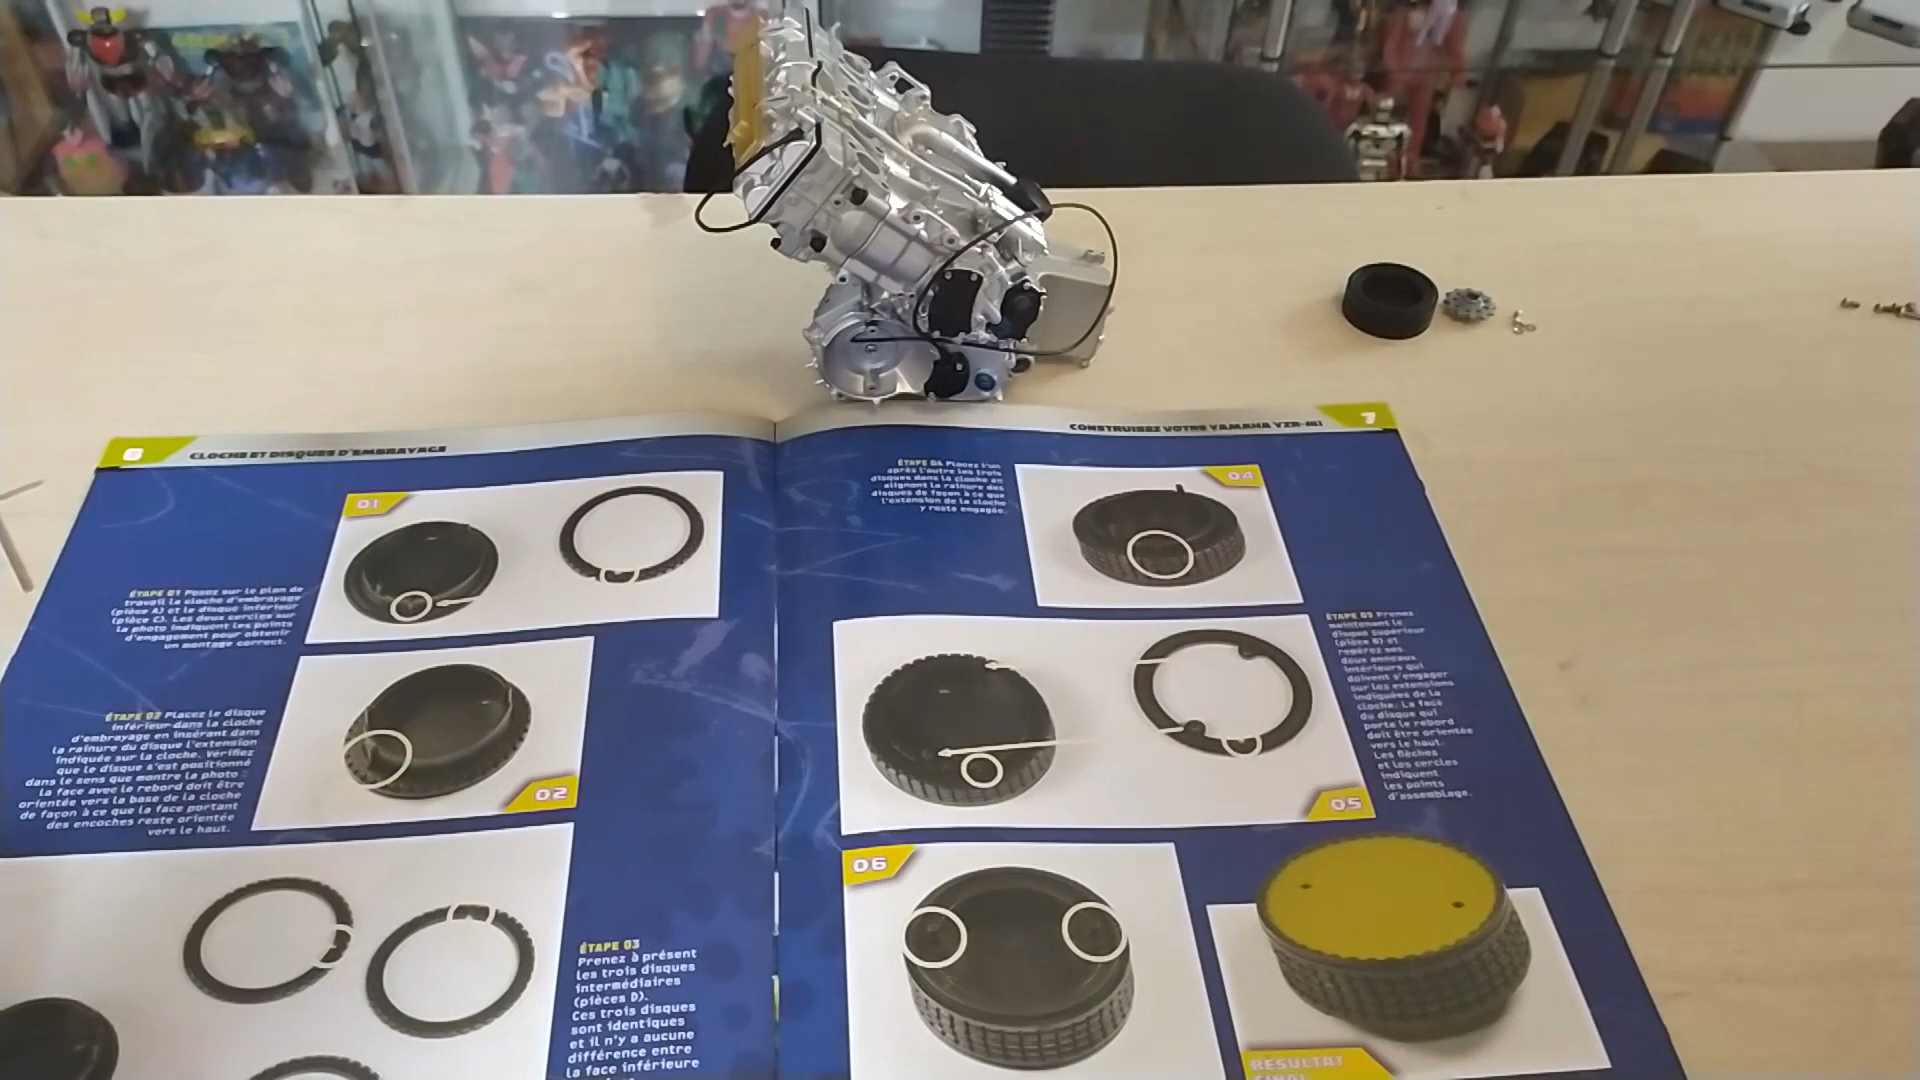 6
CLOCHE ET DISQUES D'EMBRAYAGE
01
ÉTAPE 01 Posez sur le plan de
travail la cloche d'embrayage
(pièce A) et le disque inférieur
(pièce C). Les deux cercles sur
la photo indiquent les points
d'engagement pour obtenir
un montage correct.
ÉTAPE 02 Placez le disque
inférieur dans la cloche
d'embrayage en insérant dans
la rainure du disque l'extension
indiquée sur la cloche. Vérifiez
que le disque s'est positionné
dans le sens que montre la photo :
la face avec le rebord doit être
orientée vers la base de la cloche
de façon à ce que la face portant
des encoches reste orientée
vers le haut.
02
ÉTAPE 03
Prenez à présent
les trois disques
intermédiaires
(pièces D).
Ces trois disques
sont identiques
et il n'y a aucune
différence entre
la face inférieure
CONSTRUISEZ VOTRE YAMAHA YZR-M1
7
ÉTAPE 04 Placez l'un
après l'autre les trois
disques dans la cloche en
alignant la rainure des
disques de façon à ce que
l'extension de la cloche
y reste engagée.
04
ÉTAPE 05 Prenez
maintenant le
disque supérieur
(pièce B) et
repérez ses
deux anneaux
intérieurs qui
doivent s'engager
sur les extensions
indiquées de la
cloche. La face
du disque qui
porte le rebord
doit être orientée
vers le haut.
Les flèches
et les cercles
indiquent
les points
d'assemblage.
05
06
RÉSULTAT
FINAL